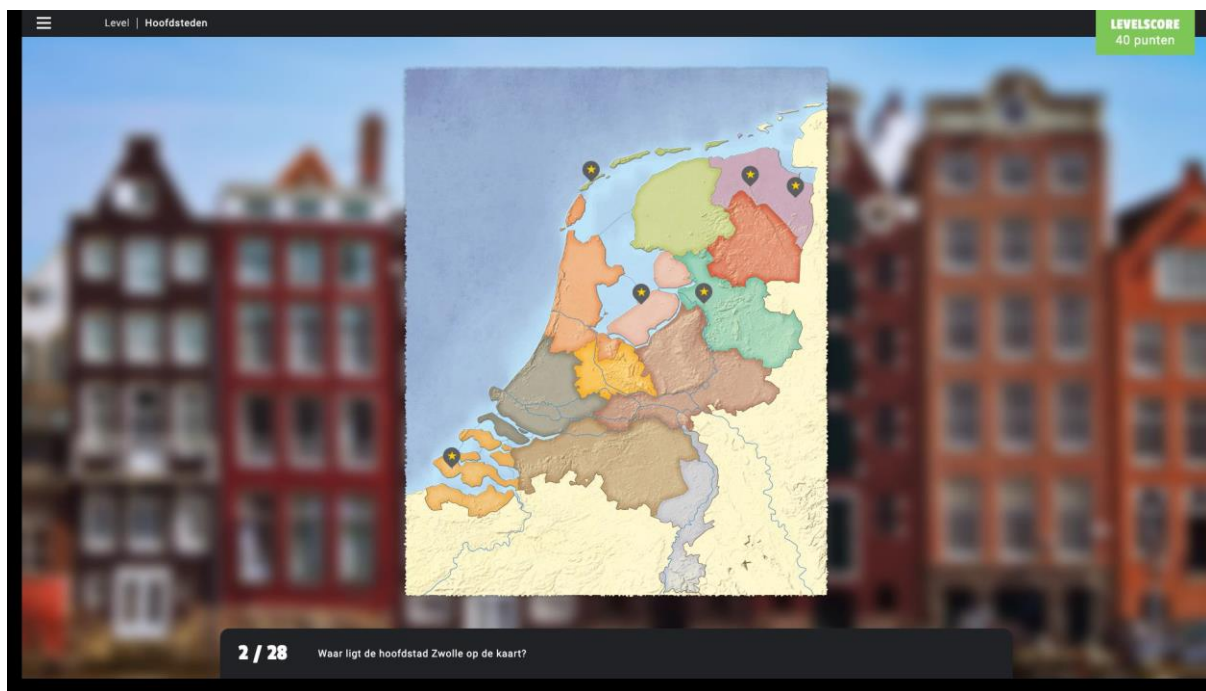 Level | Hoofdsteden
LEVELSCORE
40 punten
2 / 28
Waar ligt de hoofdstad Zwolle op de kaart?